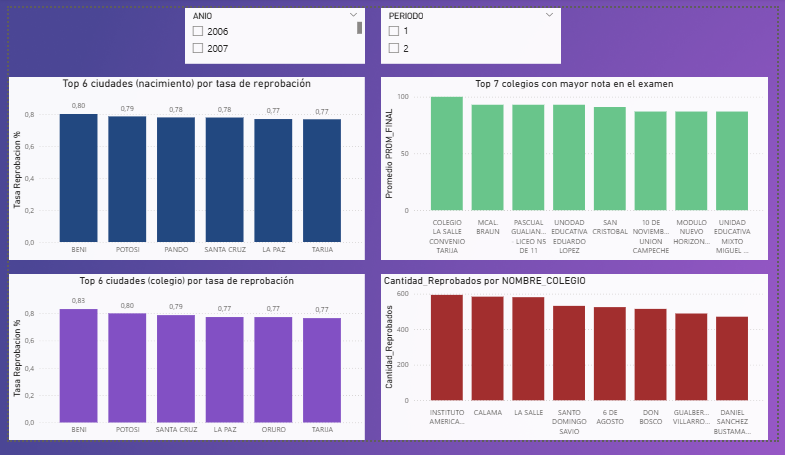 ANIO
2006
2007
PERIODO
1
2
Top 6 ciudades (nacimiento) por tasa de reprobación
Tasa Reprobacion %
0,8
0,6
0,4
0,2
0,0
0,80
0,79
0,78
0,78
0,77
0,77
BENI
POTOSI
PANDO
SANTA CRUZ
LA PAZ
TARIJA
Top 7 colegios con mayor nota en el examen
Promedio PROM_FINAL
100
50
0
COLEGIO
LA SALLE
CONVENIO
TARIJA
MCAL.
BRAUN
PASCUAL
GUALIAN...
LICEO NS
DE 11
UNODAD
EDUCATIVA
EDUARDO
LOPEZ
SAN
CRISTOBAL
10 DE
NOVIEMB...
UNION
CAMPECHE
MODULO
NUEVO
HORIZON...
UNIDAD
EDUCATIVA
MIXTO
MIGUEL ...
Top 6 ciudades (colegio) por tasa de reprobación
Tasa Reprobacion %
0,8
0,6
0,4
0,2
0,0
0,83
0,80
0,79
0,77
0,77
0,77
BENI
POTOSI
SANTA CRUZ
LA PAZ
ORURO
TARIJA
Cantidad_Reprobados por NOMBRE_COLEGIO
Cantidad_Reprobados
600
400
200
0
INSTITUTO
AMERICA...
CALAMA
LA SALLE
SANTO
DOMINGO
SAVIO
6 DE
AGOSTO
DON
BOSCO
GUALBER...
VILLARRO...
DANIEL
SANCHEZ
BUSTAMA...